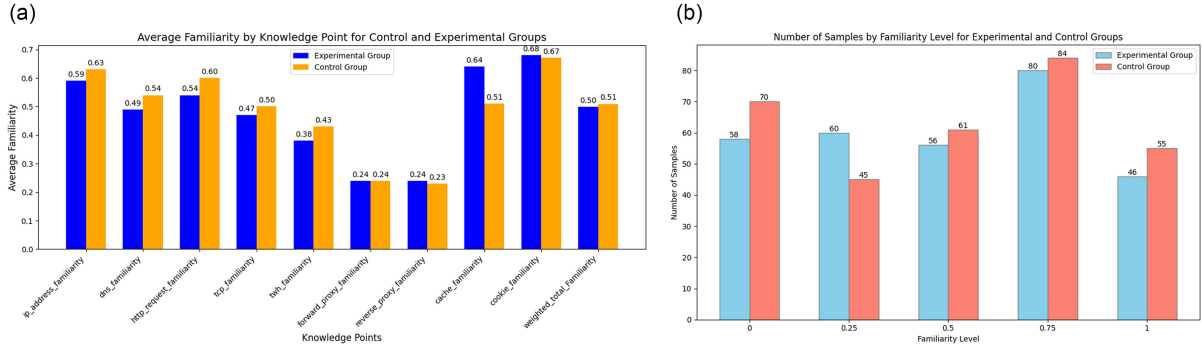 (a)
Average Familiarity by Knowledge Point for Control and Experimental Groups
Experimental Group
Control Group
Average Familiarity
0.7
0.6
0.5
0.4
0.3
0.2
0.1
0.0
0.59
0.63
0.49
0.54
0.54
0.60
0.47
0.50
0.38
0.43
0.24
0.24
0.24
0.23
0.64
0.51
0.68
0.67
0.50
0.51
ip_address_familiarity
dns_familiarity
http_request_familiarity
tcp_familiarity
twh_familiarity
forward_proxy_familiarity
reverse_proxy_familiarity
cache_familiarity
cookie_familiarity
weighted_total_Familiarity
Knowledge Points
(b)
Number of Samples by Familiarity Level for Experimental and Control Groups
Experimental Group
Control Group
Number of Samples
80
70
60
50
40
30
20
10
0
58
70
60
45
56
61
80
84
46
55
0
0.25
0.5
0.75
1
Familiarity Level